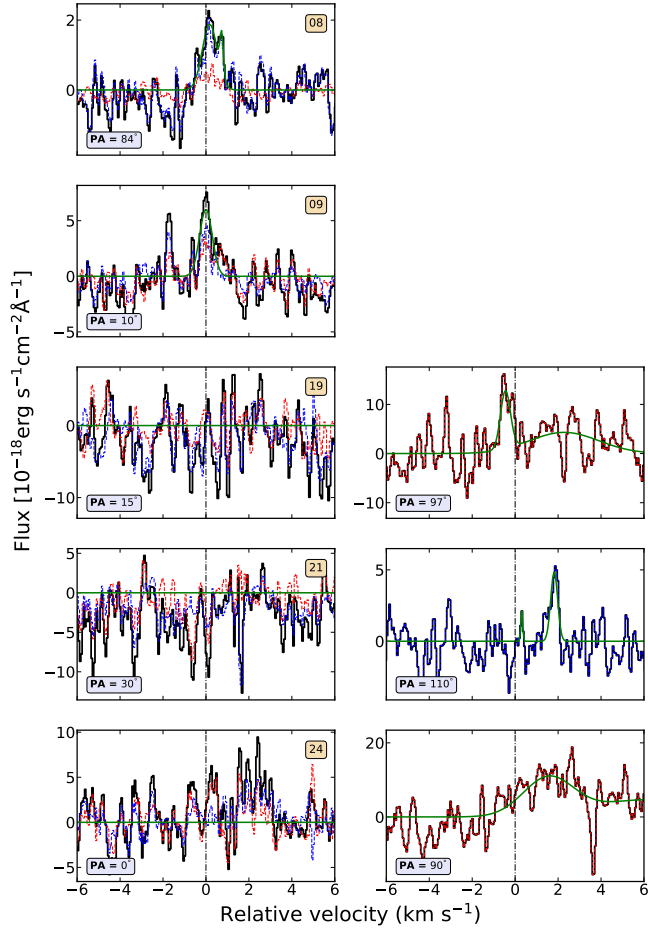 08
2
0
PA = 84°
09
5
0
−5
PA = 10°
Flux [10⁻¹⁸erg s⁻¹cm⁻²Å⁻¹]
19
0
−10
PA = 15°
10
0
−10
PA = 97°
21
5
0
−5
−10
PA = 30°
5
0
PA = 110°
24
10
5
0
−5
PA = 0°
20
0
PA = 90°
−6 −4 −2 0 2 4 6
−6 −4 −2 0 2 4 6
Relative velocity (km s⁻¹)